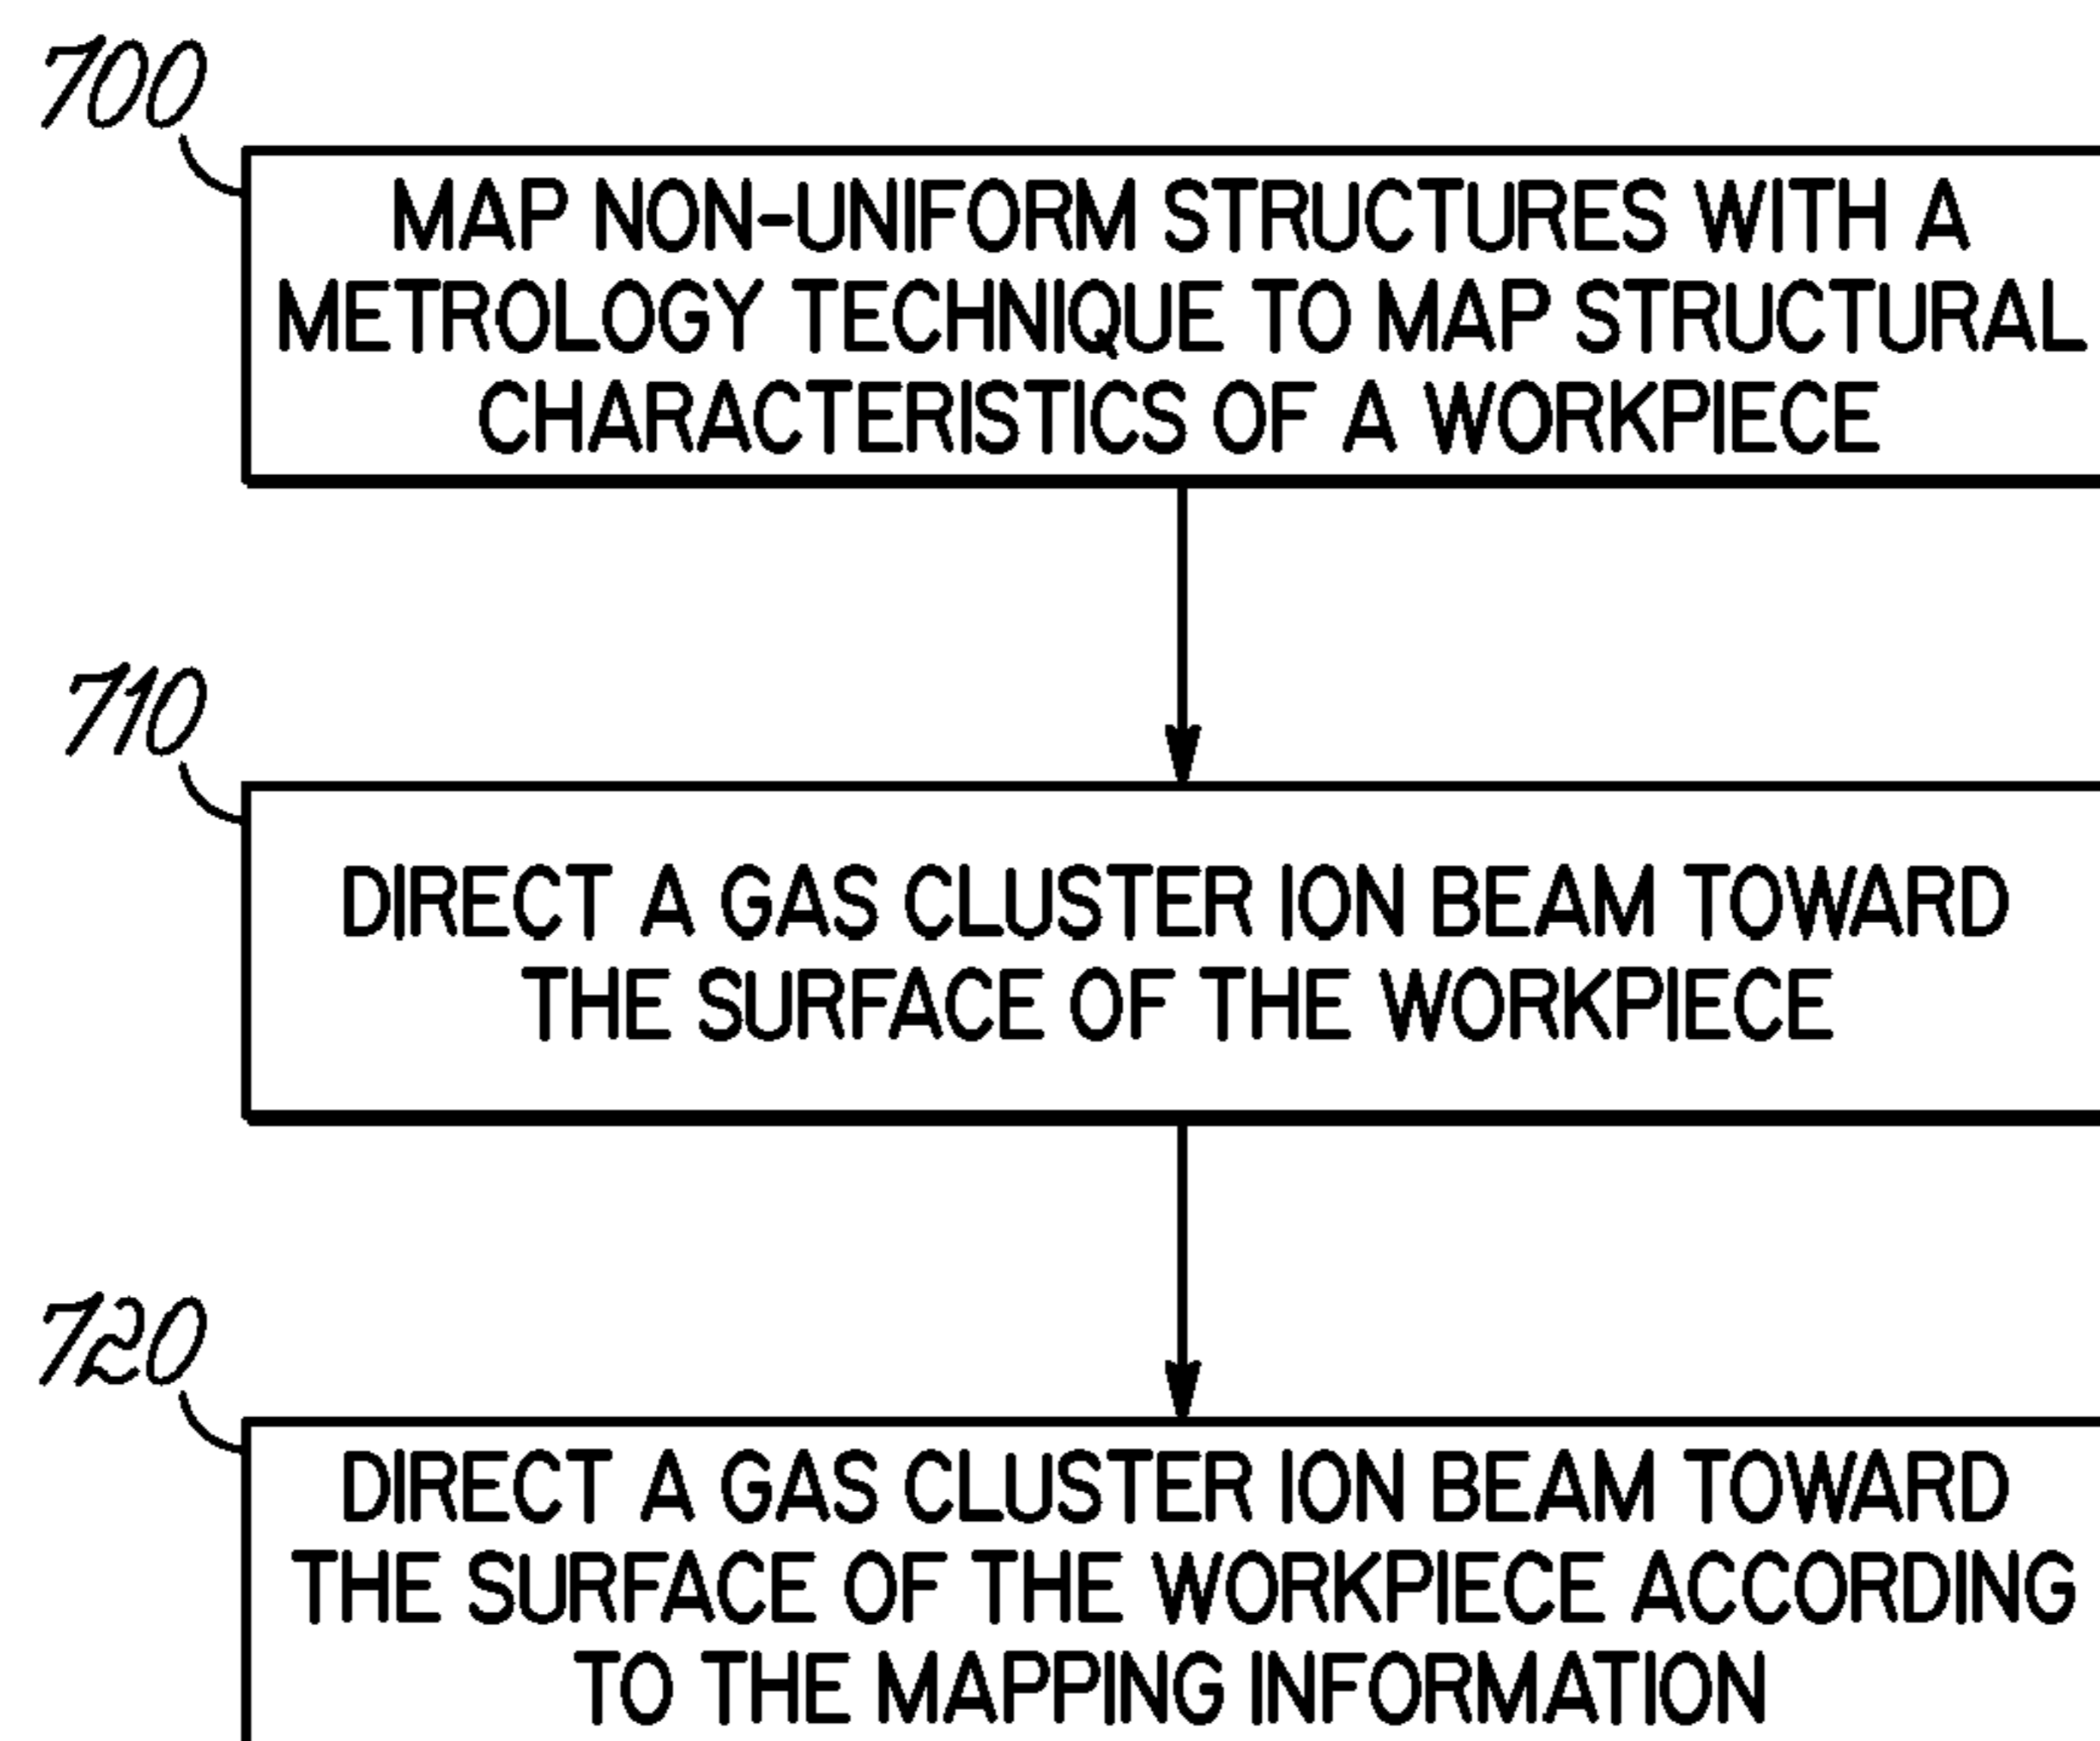 700
MAP NON-UNIFORM STRUCTURES WITH A
METROLOGY TECHNIQUE TO MAP STRUCTURAL
CHARACTERISTICS OF A WORKPIECE
710
DIRECT A GAS CLUSTER ION BEAM TOWARD
THE SURFACE OF THE WORKPIECE
720
DIRECT A GAS CLUSTER ION BEAM TOWARD
THE SURFACE OF THE WORKPIECE ACCORDING
TO THE MAPPING INFORMATION